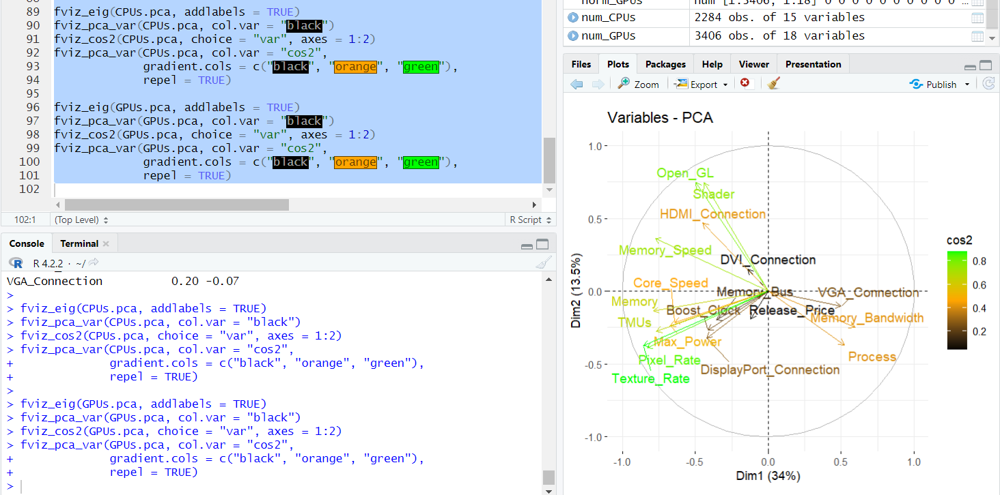 88
89 fviz_eig(CPUs.pca, addlabels = TRUE)
90 fviz_pca_var(CPUs.pca, col.var = "black")
91 fviz_cos2(CPUs.pca, choice = "var", axes = 1:2)
92 fviz_pca_var(CPUs.pca, col.var = "cos2",
93 gradient.cols = c("black", "orange", "green"),
94 repel = TRUE)
95
96 fviz_eig(GPUs.pca, addlabels = TRUE)
97 fviz_pca_var(GPUs.pca, col.var = "black")
98 fviz_cos2(GPUs.pca, choice = "var", axes = 1:2)
99 fviz_pca_var(GPUs.pca, col.var = "cos2",
100 gradient.cols = c("black", "orange", "green"),
101 repel = TRUE)
102
102:1 (Top Level) R Script
Console Terminal
R 4.2.2 · ~/
VGA_Connection 0.20 -0.07
>
> fviz_eig(CPUs.pca, addlabels = TRUE)
> fviz_pca_var(CPUs.pca, col.var = "black")
> fviz_cos2(CPUs.pca, choice = "var", axes = 1:2)
> fviz_pca_var(CPUs.pca, col.var = "cos2",
+ gradient.cols = c("black", "orange", "green"),
+ repel = TRUE)
>
> fviz_eig(GPUs.pca, addlabels = TRUE)
> fviz_pca_var(GPUs.pca, col.var = "black")
> fviz_cos2(GPUs.pca, choice = "var", axes = 1:2)
> fviz_pca_var(GPUs.pca, col.var = "cos2",
+ gradient.cols = c("black", "orange", "green"),
+ repel = TRUE)
>
norm_GPUs num [1:3406, 1:18] 0 0 0 0 0 0 0 0 0 0 ...
num_CPUs 2284 obs. of 15 variables
num_GPUs 3406 obs. of 18 variables
Files Plots Packages Help Viewer Presentation
Zoom Export Publish
Variables - PCA
1.0
Open_GL
Shader
HDMI_Connection
0.5
cos2
Memory_Speed
DVI_Connection
0.8
Core_Speed
0.6
0.0
Memory_Bus
VGA_Connection
Memory
0.4
Boost_Clock
Release_Price
Memory_Bandwidth
TMUs
0.2
Max_Power
Process
Pixel_Rate
-0.5
DisplayPort_Connection
Texture_Rate
-1.0
Dim2 (13.5%)
-1.0 -0.5 0.0 0.5 1.0
Dim1 (34%)